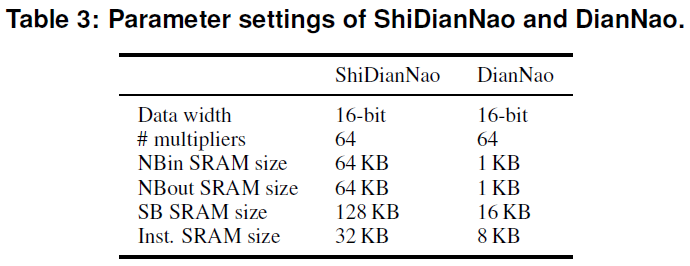 Table 3: Parameter settings of ShiDianNao and DianNao.
ShiDianNao DianNao
Data width 16-bit 16-bit
# multipliers 64 64
NBin SRAM size 64 KB 1 KB
NBout SRAM size 64 KB 1 KB
SB SRAM size 128 KB 16 KB
Inst. SRAM size 32 KB 8 KB